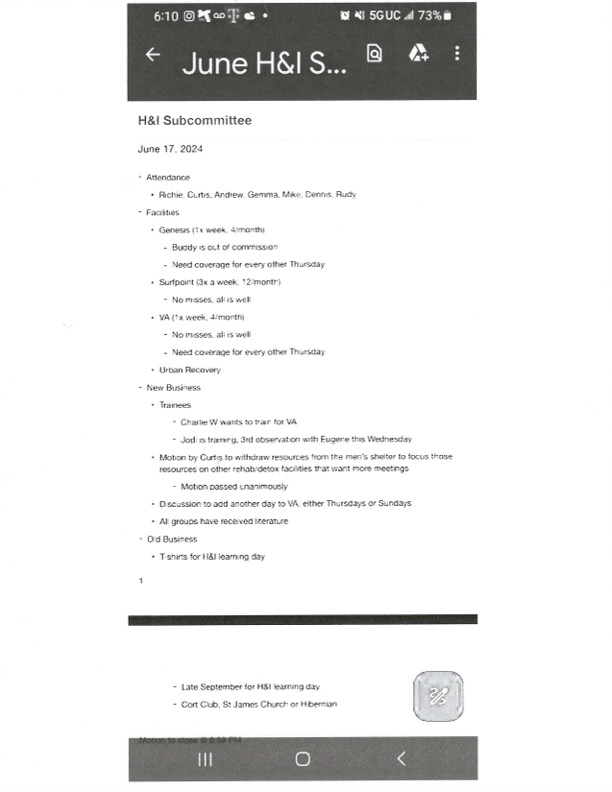 6:10 5GUC 73%
June H&I S...
H&I Subcommittee
June 17, 2024
- Attendance
• Richie, Curtis, Andrew, Gemma, Mike, Dennis, Rudy
- Facilities
• Genesis (1x week, 4/month)
- Buddy is out of commission
- Need coverage for every other Thursday
• Surfpoint (3x a week, 12/month)
- No misses, all is well
• VA (1x week, 4/month)
- No misses, all is well
- Need coverage for every other Thursday
• Urban Recovery
- New Business
• Trainees
- Charlie W wants to train for VA
- Jodi is training, 3rd observation with Eugene this Wednesday
• Motion by Curtis to withdraw resources from the men's shelter to focus those
resources on other rehab/detox facilities that want more meetings
- Motion passed unanimously
• Discussion to add another day to VA, either Thursdays or Sundays
• All groups have received literature
- Old Business
• T-shirts for H&I learning day
1
- Late September for H&I learning day
- Cort Club, St James Church or Hibernian
Motion to close @ 6:59 PM